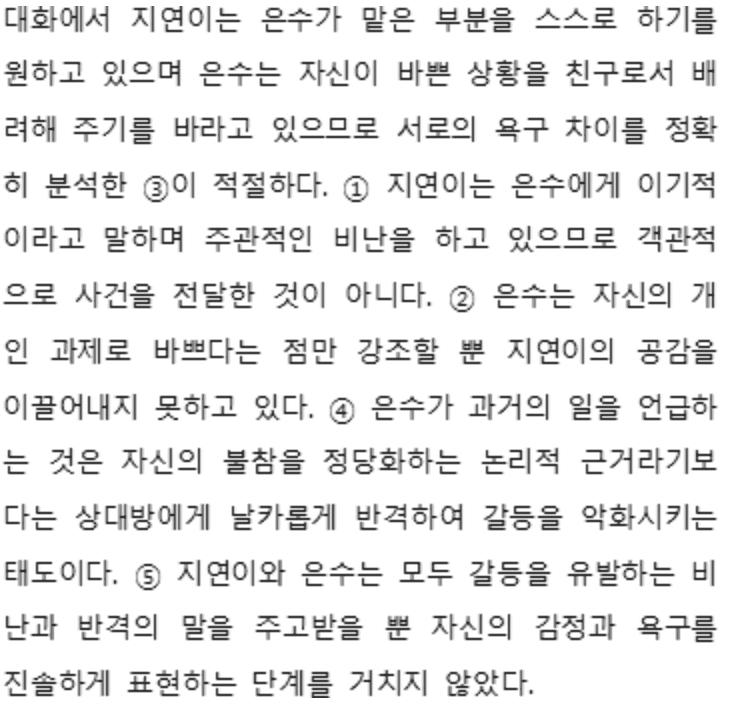 대화에서 지연이는 은수가 맡은 부분을 스스로 하기를
원하고 있으며 은수는 자신이 바쁜 상황을 친구로서 배
려해 주기를 바라고 있으므로 서로의 욕구 차이를 정확
히 분석한 ③이 적절하다. ① 지연이는 은수에게 이기적
이라고 말하며 주관적인 비난을 하고 있으므로 객관적
으로 사건을 전달한 것이 아니다. ② 은수는 자신의 개
인 과제로 바쁘다는 점만 강조할 뿐 지연이의 공감을
이끌어내지 못하고 있다. ④ 은수가 과거의 일을 언급하
는 것은 자신의 불참을 정당화하는 논리적 근거라기보
다는 상대방에게 날카롭게 반격하여 갈등을 악화시키는
태도이다. ⑤ 지연이와 은수는 모두 갈등을 유발하는 비
난과 반격의 말을 주고받을 뿐 자신의 감정과 욕구를
진솔하게 표현하는 단계를 거치지 않았다.